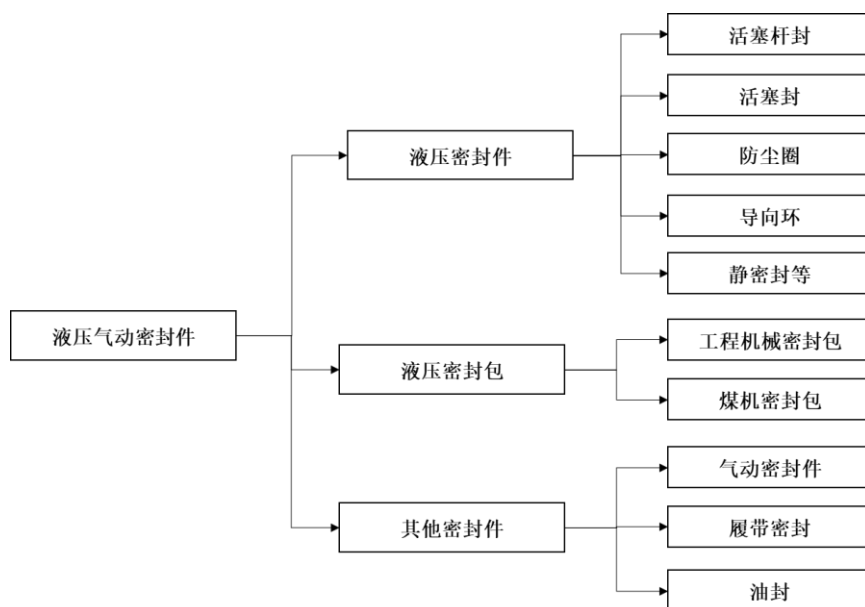 液压气动密封件
液压密封件
活塞杆封
活塞封
防尘圈
导向环
静密封等
液压密封包
工程机械密封包
煤机密封包
其他密封件
气动密封件
履带密封
油封